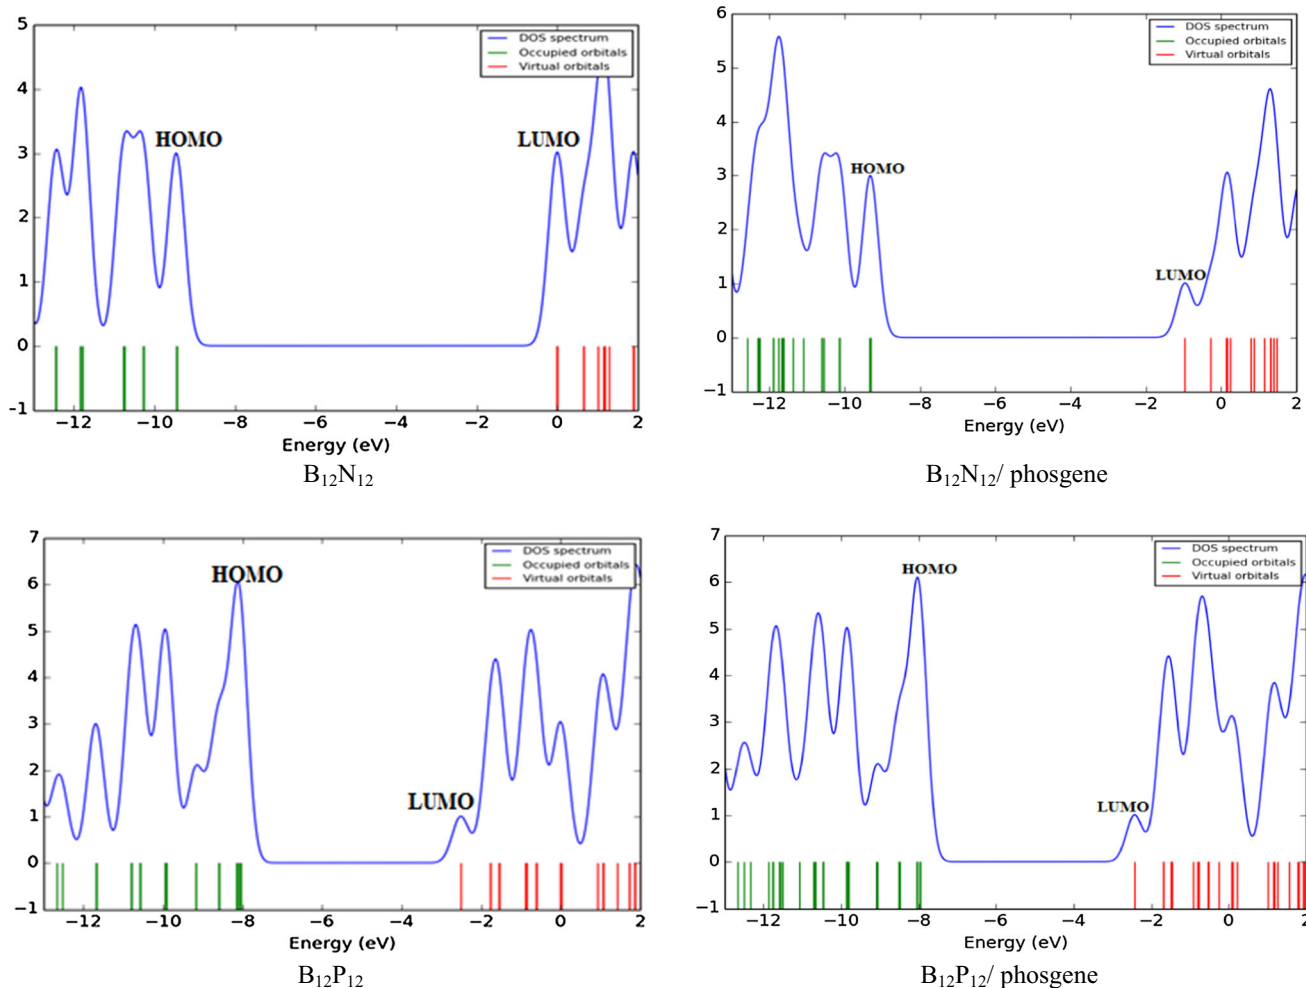 5
4
3
2
1
0
-1
DOS spectrum
Occupied orbitals
Virtual orbitals
HOMO
LUMO
−12 −10 −8 −6 −4 −2 0 2
Energy (eV)
B₁₂N₁₂
6
5
4
3
2
1
0
−1
DOS spectrum
Occupied orbitals
Virtual orbitals
HOMO
LUMO
−12 −10 −8 −6 −4 −2 0 2
Energy (eV)
B₁₂N₁₂/ phosgene
7
6
5
4
3
2
1
0
−1
DOS spectrum
Occupied orbitals
Virtual orbitals
HOMO
LUMO
−12 −10 −8 −6 −4 −2 0 2
Energy (eV)
B₁₂P₁₂
7
6
5
4
3
2
1
0
−1
DOS spectrum
Occupied orbitals
Virtual orbitals
HOMO
LUMO
−12 −10 −8 −6 −4 −2 0 2
Energy (eV)
B₁₂P₁₂/ phosgene